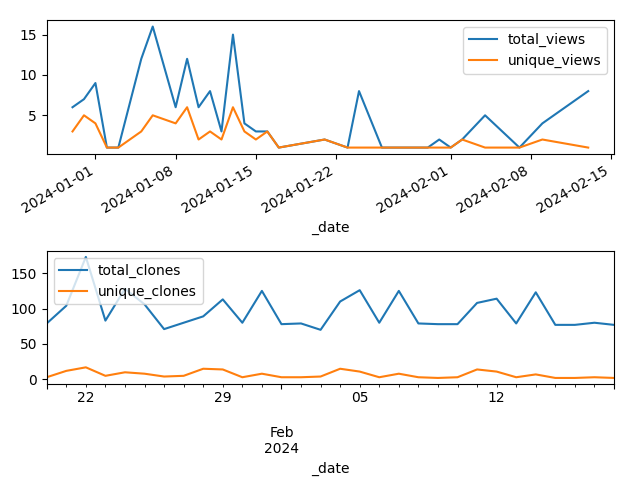 15
10
5
total_views
unique_views
2024-01-01
2024-01-08
2024-01-15
2024-01-22
2024-02-01
2024-02-08
2024-02-15
_date
150
100
50
0
total_clones
unique_clones
22
29
05
12
Feb
2024
_date